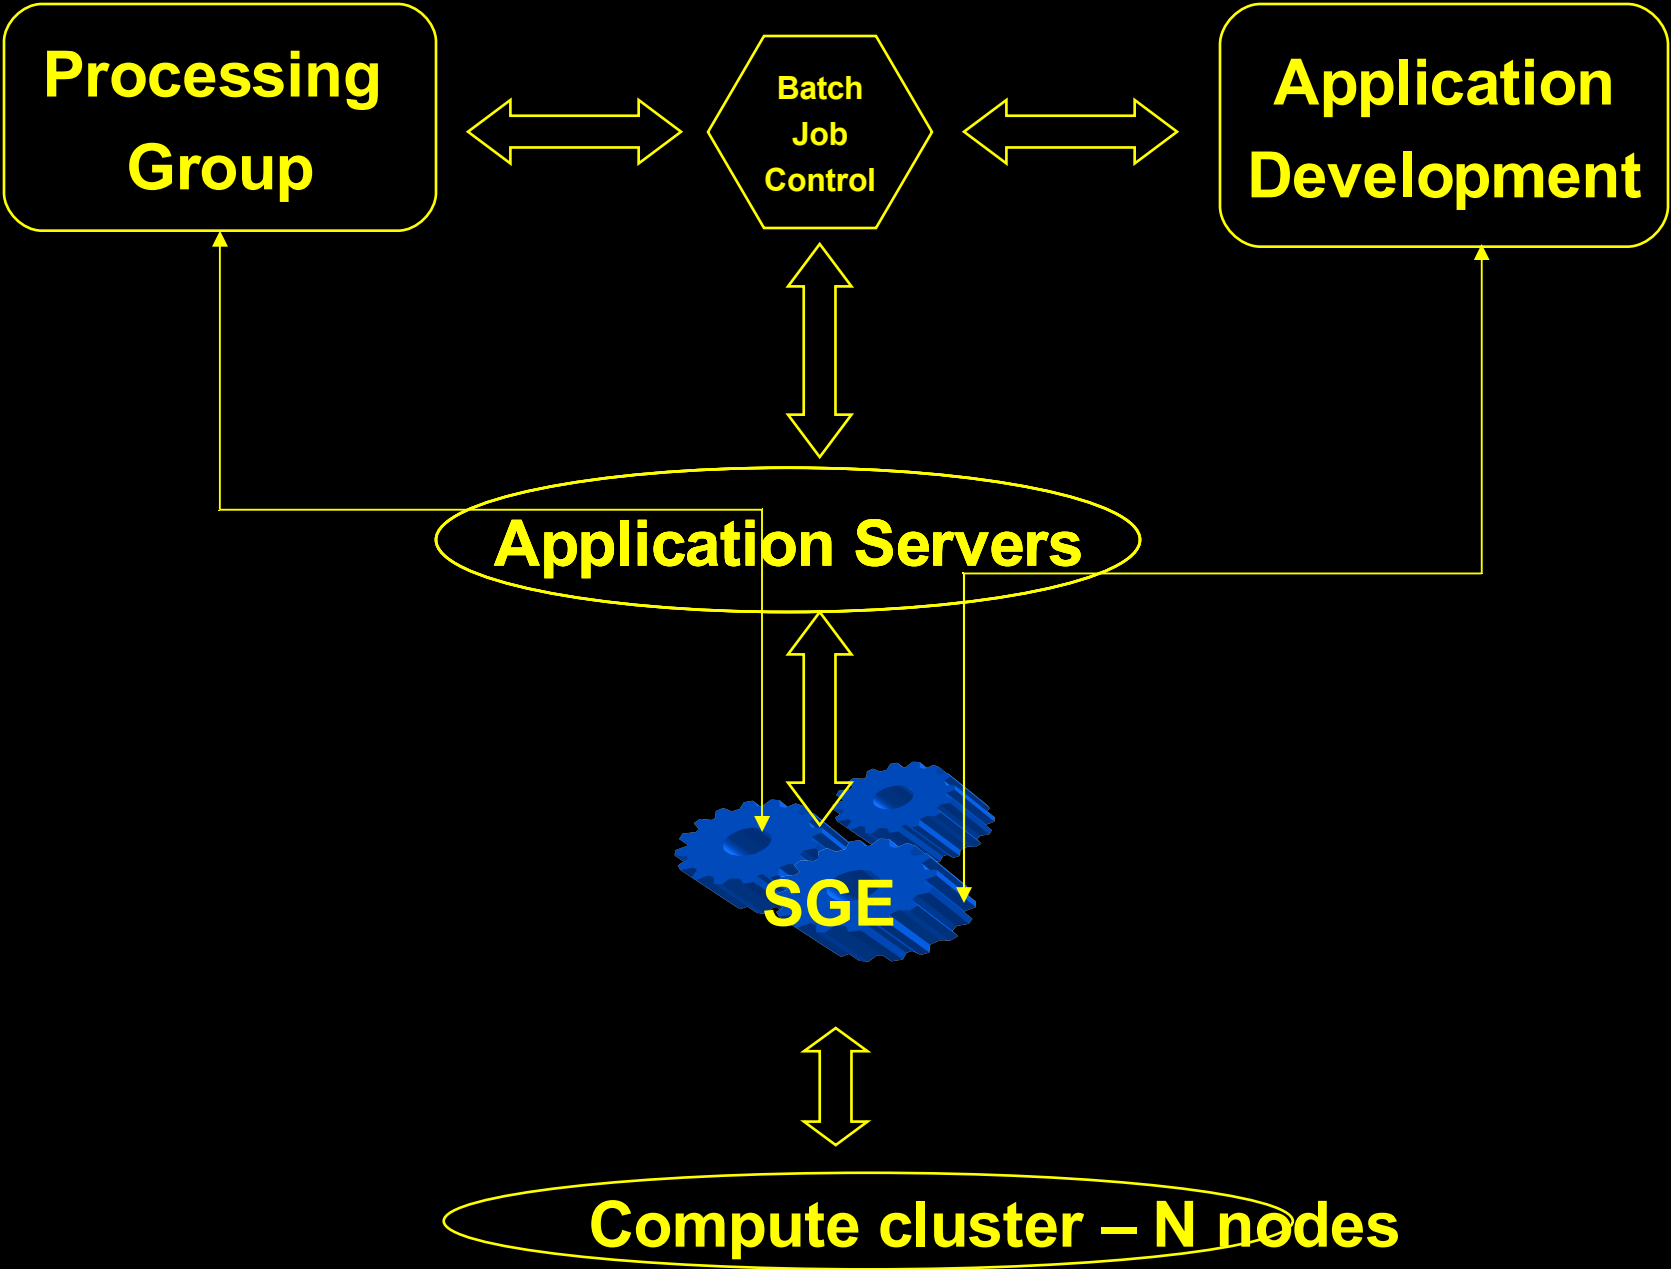 Processing
Group
Batch
Job
Control
Application
Development
Application Servers
SGE
Compute cluster – N nodes